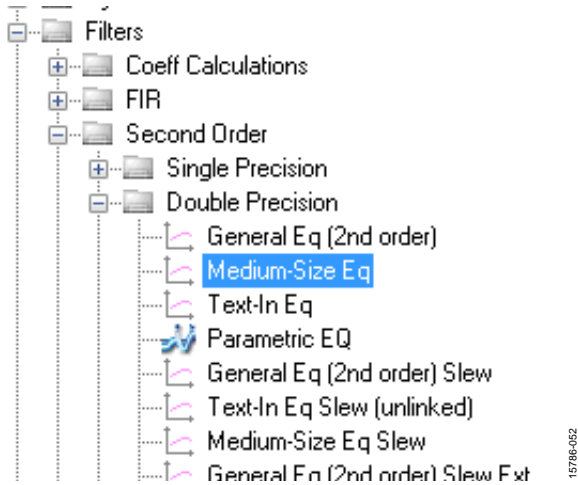 Filters
Coeff Calculations
FIR
Second Order
Single Precision
Double Precision
General Eq (2nd order)
Medium-Size Eq
Text-In Eq
Parametric EQ
General Eq (2nd order) Slew
Text-In Eq Slew (unlinked)
Medium-Size Eq Slew
General Eq (2nd order) Slew Ext
15786-052